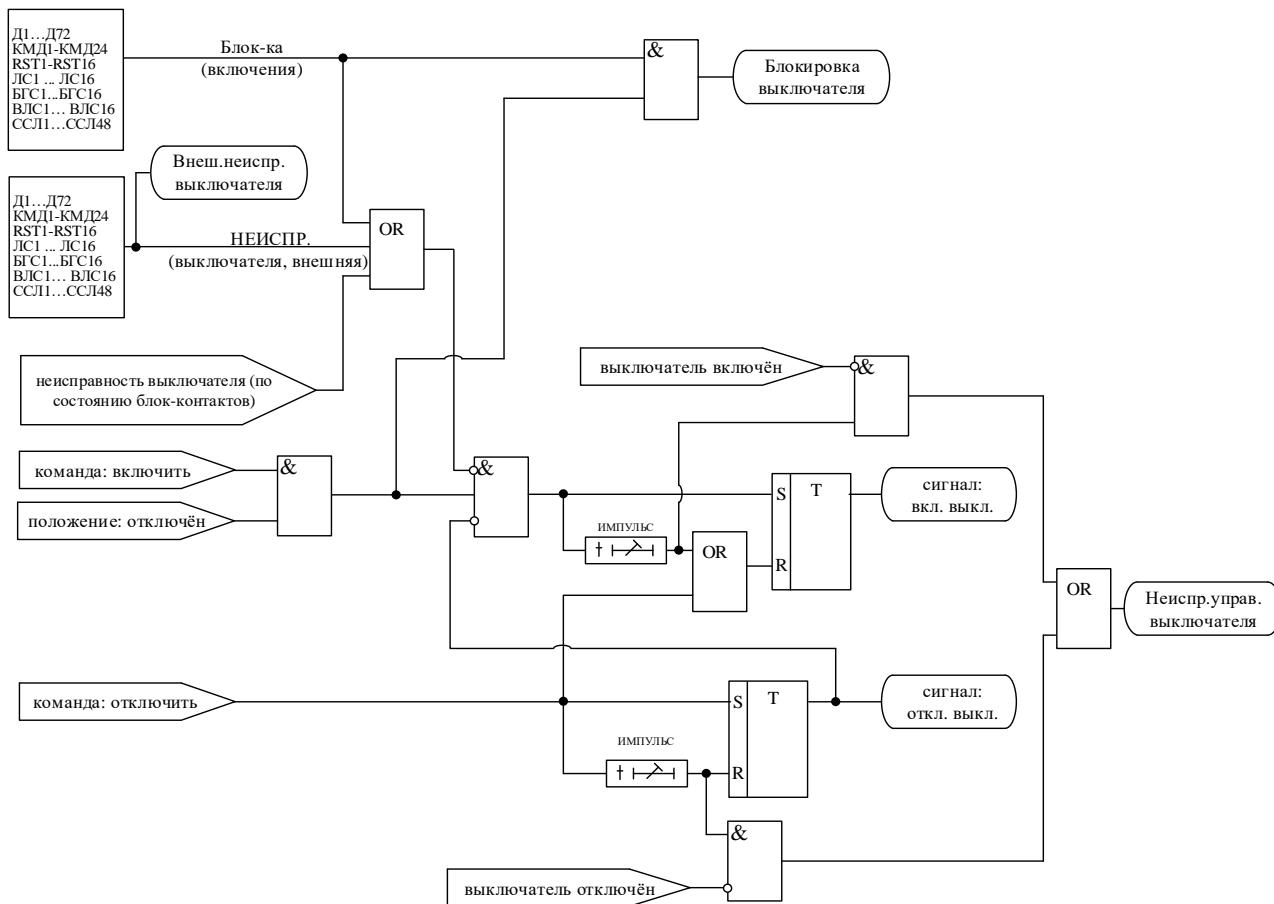 Д1…Д72
КМД1-КМД24
RST1-RST16
ЛС1 ... ЛС16
БГС1...БГС16
ВЛС1… ВЛС16
ССЛ1…ССЛ48
Блок-ка
(включения)
&
Блокировка
выключателя
Внеш.неиспр.
выключателя
Д1…Д72
КМД1-КМД24
RST1-RST16
ЛС1 ... ЛС16
БГС1...БГС16
ВЛС1… ВЛС16
ССЛ1…ССЛ48
НЕИСПР.
(выключателя, внешняя)
OR
неисправность выключателя (по
состоянию блок-контактов)
выключатель включён
&
команда: включить
положение: отключён
&
&
ИМПУЛЬС
OR
S
T
R
сигнал:
вкл. выкл.
OR
Неиспр.управ.
выключателя
команда: отключить
S
T
R
сигнал:
откл. выкл.
ИМПУЛЬС
&
выключатель отключён